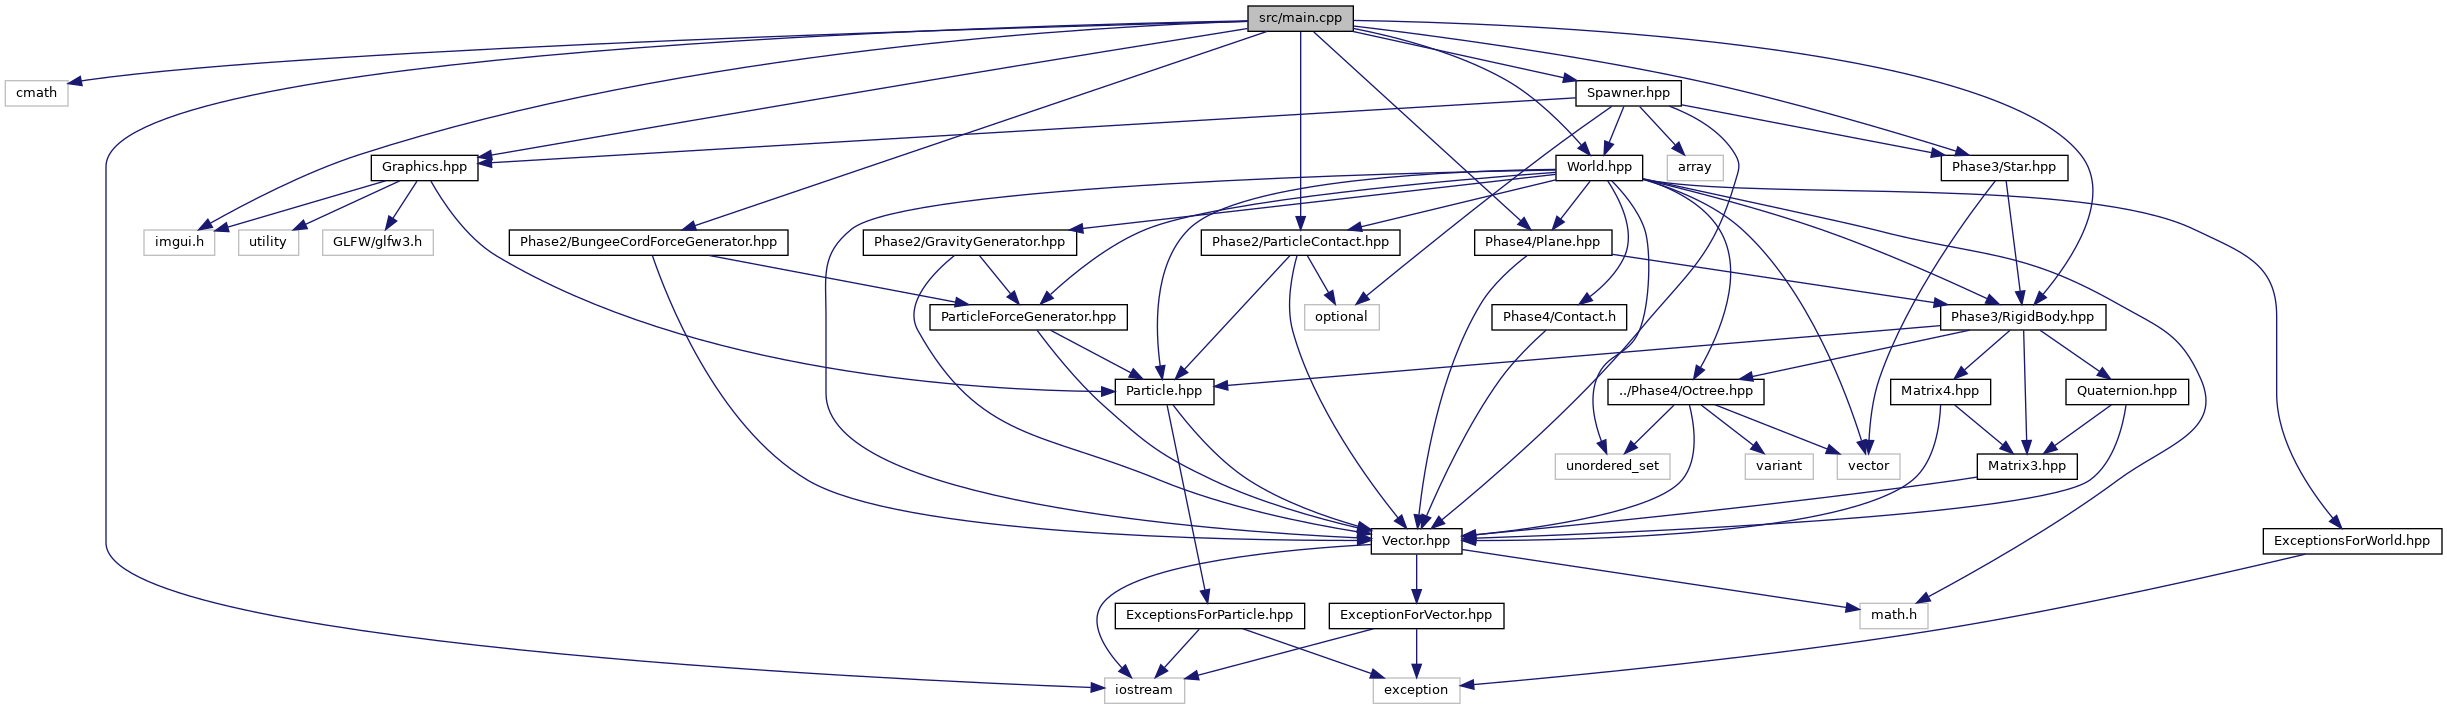 src/main.cpp
cmath
Spawner.hpp
Graphics.hpp
World.hpp
array
Phase3/Star.hpp
imgui.h
utility
GLFW/glfw3.h
Phase2/BungeeCordForceGenerator.hpp
Phase2/GravityGenerator.hpp
Phase2/ParticleContact.hpp
Phase4/Plane.hpp
ParticleForceGenerator.hpp
optional
Phase4/Contact.h
Phase3/RigidBody.hpp
Particle.hpp
../Phase4/Octree.hpp
Matrix4.hpp
Quaternion.hpp
unordered_set
variant
vector
Matrix3.hpp
Vector.hpp
ExceptionsForWorld.hpp
ExceptionsForParticle.hpp
ExceptionForVector.hpp
math.h
iostream
exception